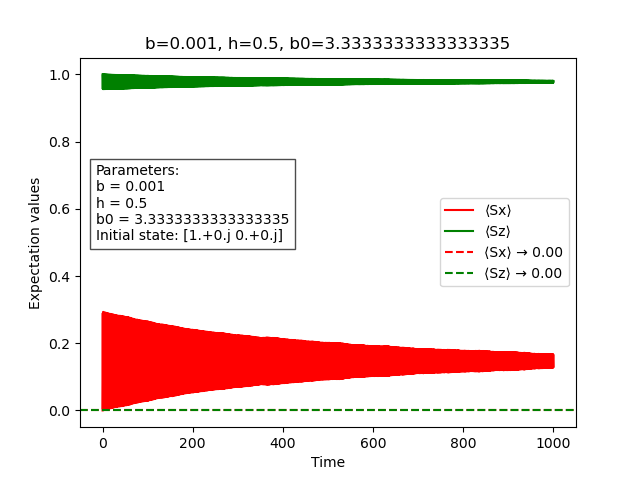 b=0.001, h=0.5, b0=3.3333333333333335
Expectation values
1.0
0.8
0.6
0.4
0.2
0.0
Parameters:
b = 0.001
h = 0.5
b0 = 3.3333333333333335
Initial state: [1.+0.j 0.+0.j]
⟨Sx⟩
⟨Sz⟩
⟨Sx⟩ → 0.00
⟨Sz⟩ → 0.00
0 200 400 600 800 1000
Time